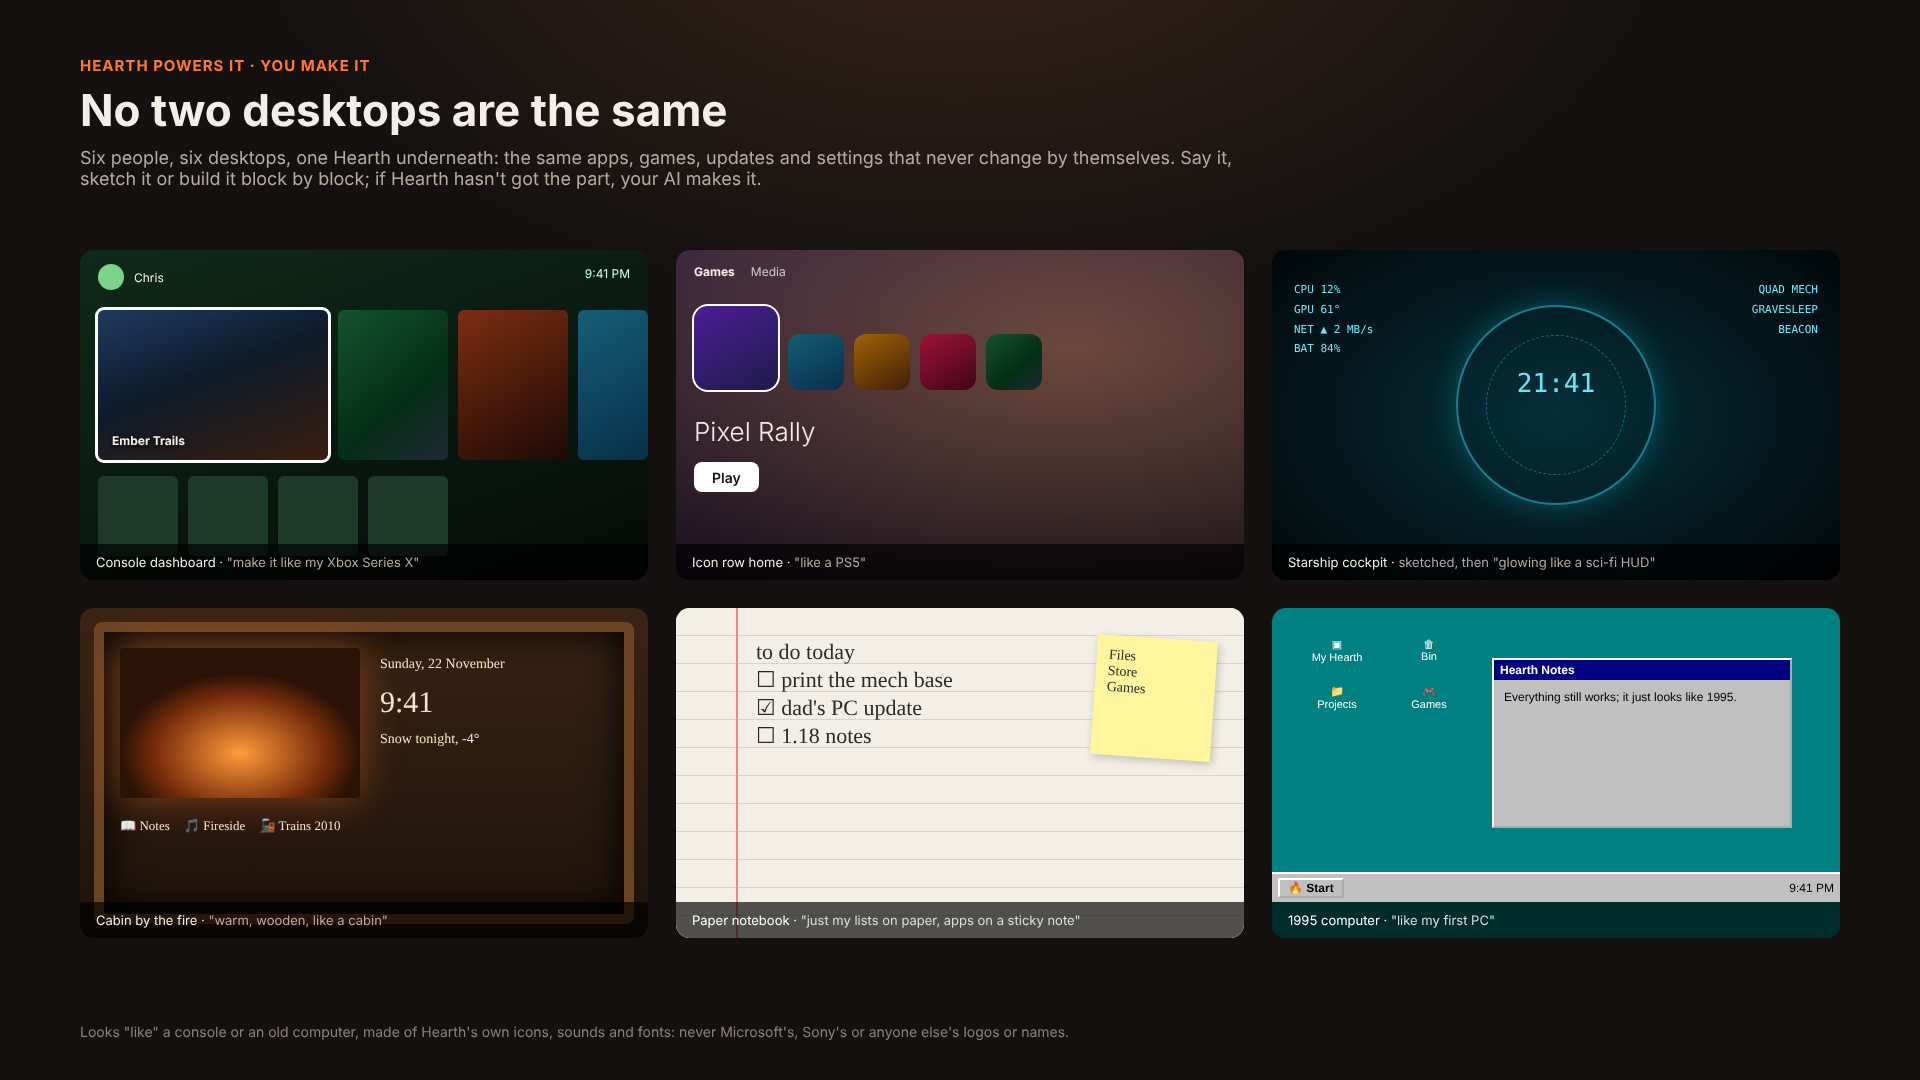 HEARTH POWERS IT · YOU MAKE IT
No two desktops are the same
Six people, six desktops, one Hearth underneath: the same apps, games, updates and settings that never change by themselves. Say it,
sketch it or build it block by block; if Hearth hasn't got the part, your AI makes it.
Chris
9:41 PM
Ember Trails
Console dashboard · "make it like my Xbox Series X"
Games Media
Pixel Rally
Play
Icon row home · "like a PS5"
CPU 12%
GPU 61°
NET ▲ 2 MB/s
BAT 84%
21:41
QUAD MECH
GRAVESLEEP
BEACON
Starship cockpit · sketched, then "glowing like a sci-fi HUD"
Sunday, 22 November
9:41
Snow tonight, -4°
📖 Notes 🎵 Fireside 🚂 Trains 2010
Cabin by the fire · "warm, wooden, like a cabin"
to do today
☐ print the mech base
☑ dad's PC update
☐ 1.18 notes
Files
Store
Games
Paper notebook · "just my lists on paper, apps on a sticky note"
My Hearth
Bin
Projects
Games
Hearth Notes
Everything still works; it just looks like 1995.
🔥 Start
9:41 PM
1995 computer · "like my first PC"
Looks "like" a console or an old computer, made of Hearth's own icons, sounds and fonts: never Microsoft's, Sony's or anyone else's logos or names.